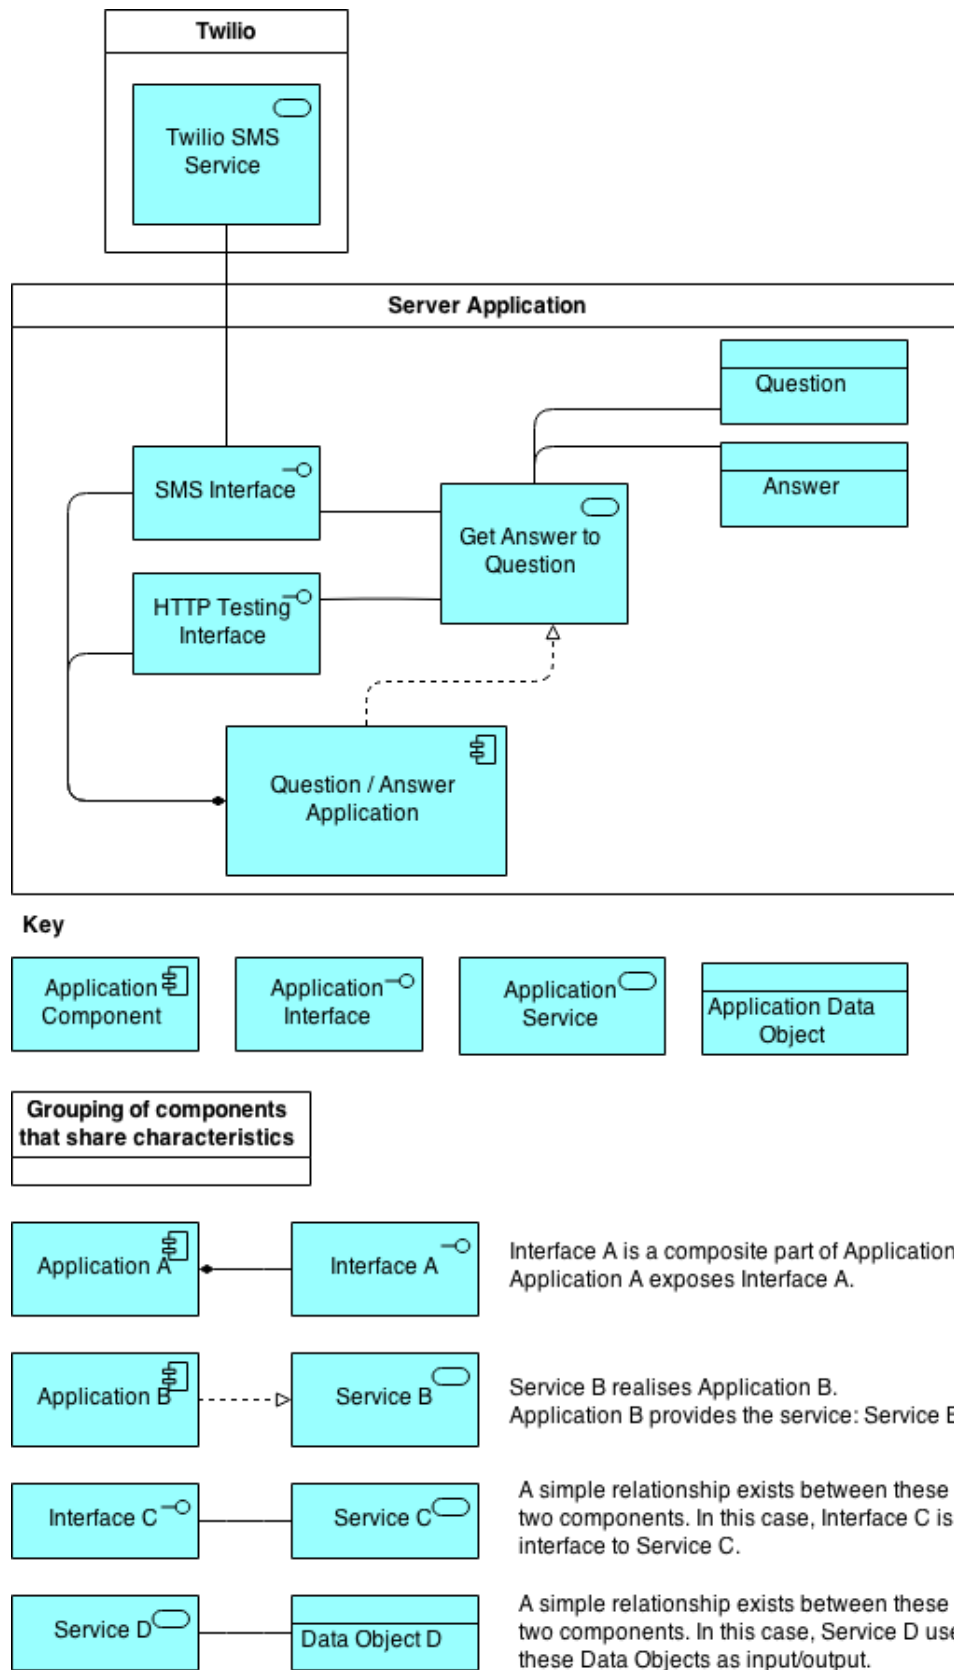 Twilio
Twilio SMS
Service
Server Application
Question
Answer
SMS Interface
Get Answer to
Question
HTTP Testing
Interface
Question / Answer
Application
Key
Application
Component
Application
Interface
Application
Service
Application Data
Object
Grouping of components
that share characteristics
Application A
Interface A
Interface A is a composite part of Application
Application A exposes Interface A.
Application B
Service B
Service B realises Application B.
Application B provides the service: Service B
Interface C
Service C
A simple relationship exists between these
two components. In this case, Interface C is
interface to Service C.
Service D
Data Object D
A simple relationship exists between these
two components. In this case, Service D use
these Data Objects as input/output.